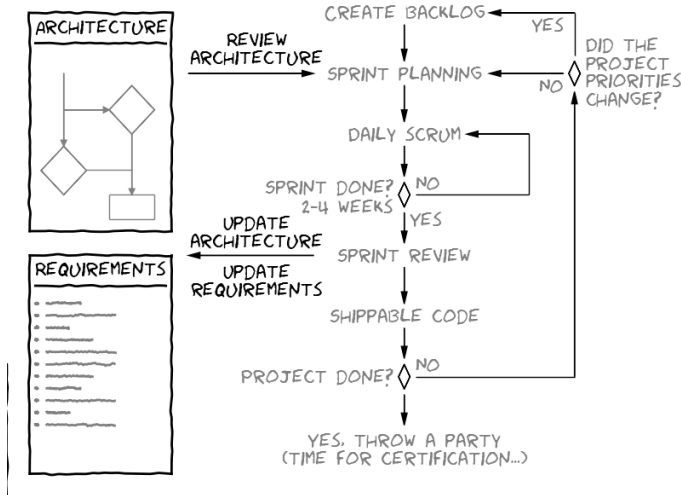 ARCHITECTURE
REVIEW
ARCHITECTURE
CREATE BACKLOG
YES
DID THE
PROJECT
PRIORITIES
CHANGE?
SPRINT PLANNING
NO
DAILY SCRUM
SPRINT DONE?
2-4 WEEKS
NO
YES
UPDATE
ARCHITECTURE
SPRINT REVIEW
UPDATE
REQUIREMENTS
REQUIREMENTS
SHIPPABLE CODE
PROJECT DONE?
NO
YES. THROW A PARTY
(TIME FOR CERTIFICATION...)